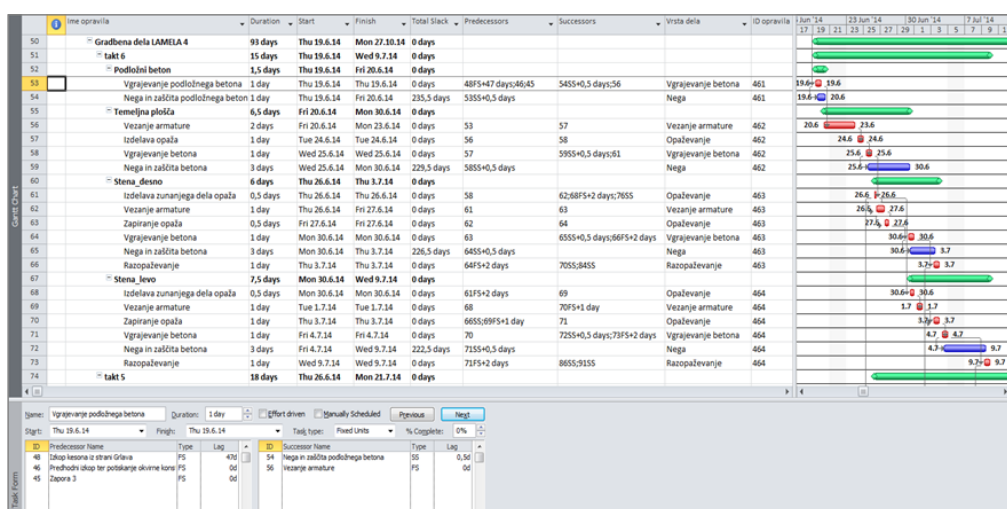 Ime opravila Duration Start Finish Total Slack Predecessors Successors Vrsta dela ID opravila Jun '14 23 Jun '14 30 Jun '14 7 Jul '14
17 19 21 23 25 27 29 1 3 5 7 9 1
50 Gradbena dela LAMELA 4 93 days Thu 19.6.14 Mon 27.10.14 0 days
51 takt 6 15 days Thu 19.6.14 Wed 9.7.14 0 days
52 Podložni beton 1,5 days Thu 19.6.14 Fri 20.6.14 0 days
53 Vgrajevanje podložnega betona 1 day Thu 19.6.14 Thu 19.6.14 0 days 48FS+47 days;46;45 54SS+0,5 days;56 Vgrajevanje betona 461 19.6 19.6
54 Nega in zaščita podložnega beton 1 day Thu 19.6.14 Fri 20.6.14 235,5 days 53SS+0,5 days Nega 461 19.6 20.6
55 Temeljna plošča 6,5 days Fri 20.6.14 Mon 30.6.14 0 days
56 Vezanje armature 2 days Fri 20.6.14 Mon 23.6.14 0 days 53 57 Vezanje armature 462 20.6 23.6
57 Izdelava opaža 1 day Tue 24.6.14 Tue 24.6.14 0 days 56 58 Opaževanje 462 24.6 24.6
58 Vgrajevanje betona 1 day Wed 25.6.14 Wed 25.6.14 0 days 57 59SS+0,5 days;61 Vgrajevanje betona 462 25.6 25.6
59 Nega in zaščita betona 3 days Wed 25.6.14 Mon 30.6.14 229,5 days 58SS+0,5 days Nega 462 25.6 30.6
60 Stena_desno 6 days Thu 26.6.14 Thu 3.7.14 0 days
61 Izdelava zunanjega dela opaža 0,5 days Thu 26.6.14 Thu 26.6.14 0 days 58 62;68FS+2 days;76SS Opaževanje 463 26.6 26.6
62 Vezanje armature 1 day Thu 26.6.14 Fri 27.6.14 0 days 61 63 Vezanje armature 463 26.6 27.6
63 Zapiranje opaža 0,5 days Fri 27.6.14 Fri 27.6.14 0 days 62 64 Opaževanje 463 27.6 27.6
64 Vgrajevanje betona 1 day Mon 30.6.14 Mon 30.6.14 0 days 63 65SS+0,5 days;66FS+2 days Vgrajevanje betona 463 30.6 30.6
65 Nega in zaščita betona 3 days Mon 30.6.14 Thu 3.7.14 226,5 days 64SS+0,5 days Nega 463 30.6 3.7
66 Razopaževanje 1 day Thu 3.7.14 Thu 3.7.14 0 days 64FS+2 days 70SS;84SS Razopaževanje 463 3.7 3.7
67 Stena_levo 7,5 days Mon 30.6.14 Wed 9.7.14 0 days
68 Izdelava zunanjega dela opaža 0,5 days Mon 30.6.14 Mon 30.6.14 0 days 61FS+2 days 69 Opaževanje 464 30.6 30.6
69 Vezanje armature 1 day Tue 1.7.14 Tue 1.7.14 0 days 68 70FS+1 day Vezanje armature 464 1.7 1.7
70 Zapiranje opaža 1 day Thu 3.7.14 Thu 3.7.14 0 days 66SS;69FS+1 day 71 Opaževanje 464 3.7 3.7
71 Vgrajevanje betona 1 day Fri 4.7.14 Fri 4.7.14 0 days 70 72SS+0,5 days;73FS+2 days Vgrajevanje betona 464 4.7 4.7
72 Nega in zaščita betona 3 days Fri 4.7.14 Wed 9.7.14 222,5 days 71SS+0,5 days Nega 464 4.7 9.7
73 Razopaževanje 1 day Wed 9.7.14 Wed 9.7.14 0 days 71FS+2 days 86SS;91SS Razopaževanje 464 9.7 9.7
74 takt 5 18 days Thu 26.6.14 Mon 21.7.14 0 days
Gantt Chart
Name: Vgrajevanje podložnega betona Duration: 1 day Effort driven Manually Scheduled Previous Next
Start: Thu 19.6.14 Finish: Thu 19.6.14 Task type: Fixed Units % Complete: 0%
ID Predecessor Name Type Lag ID Successor Name Type Lag
48 Izkop kesona iz strani Grlava FS 47d 54 Nega in zaščita podložnega betona SS 0,5d
46 Predhodni izkop ter potiskanje okvirne kons FS 0d 56 Vezanje armature FS 0d
45 Zapora 3 FS 0d
Task Form